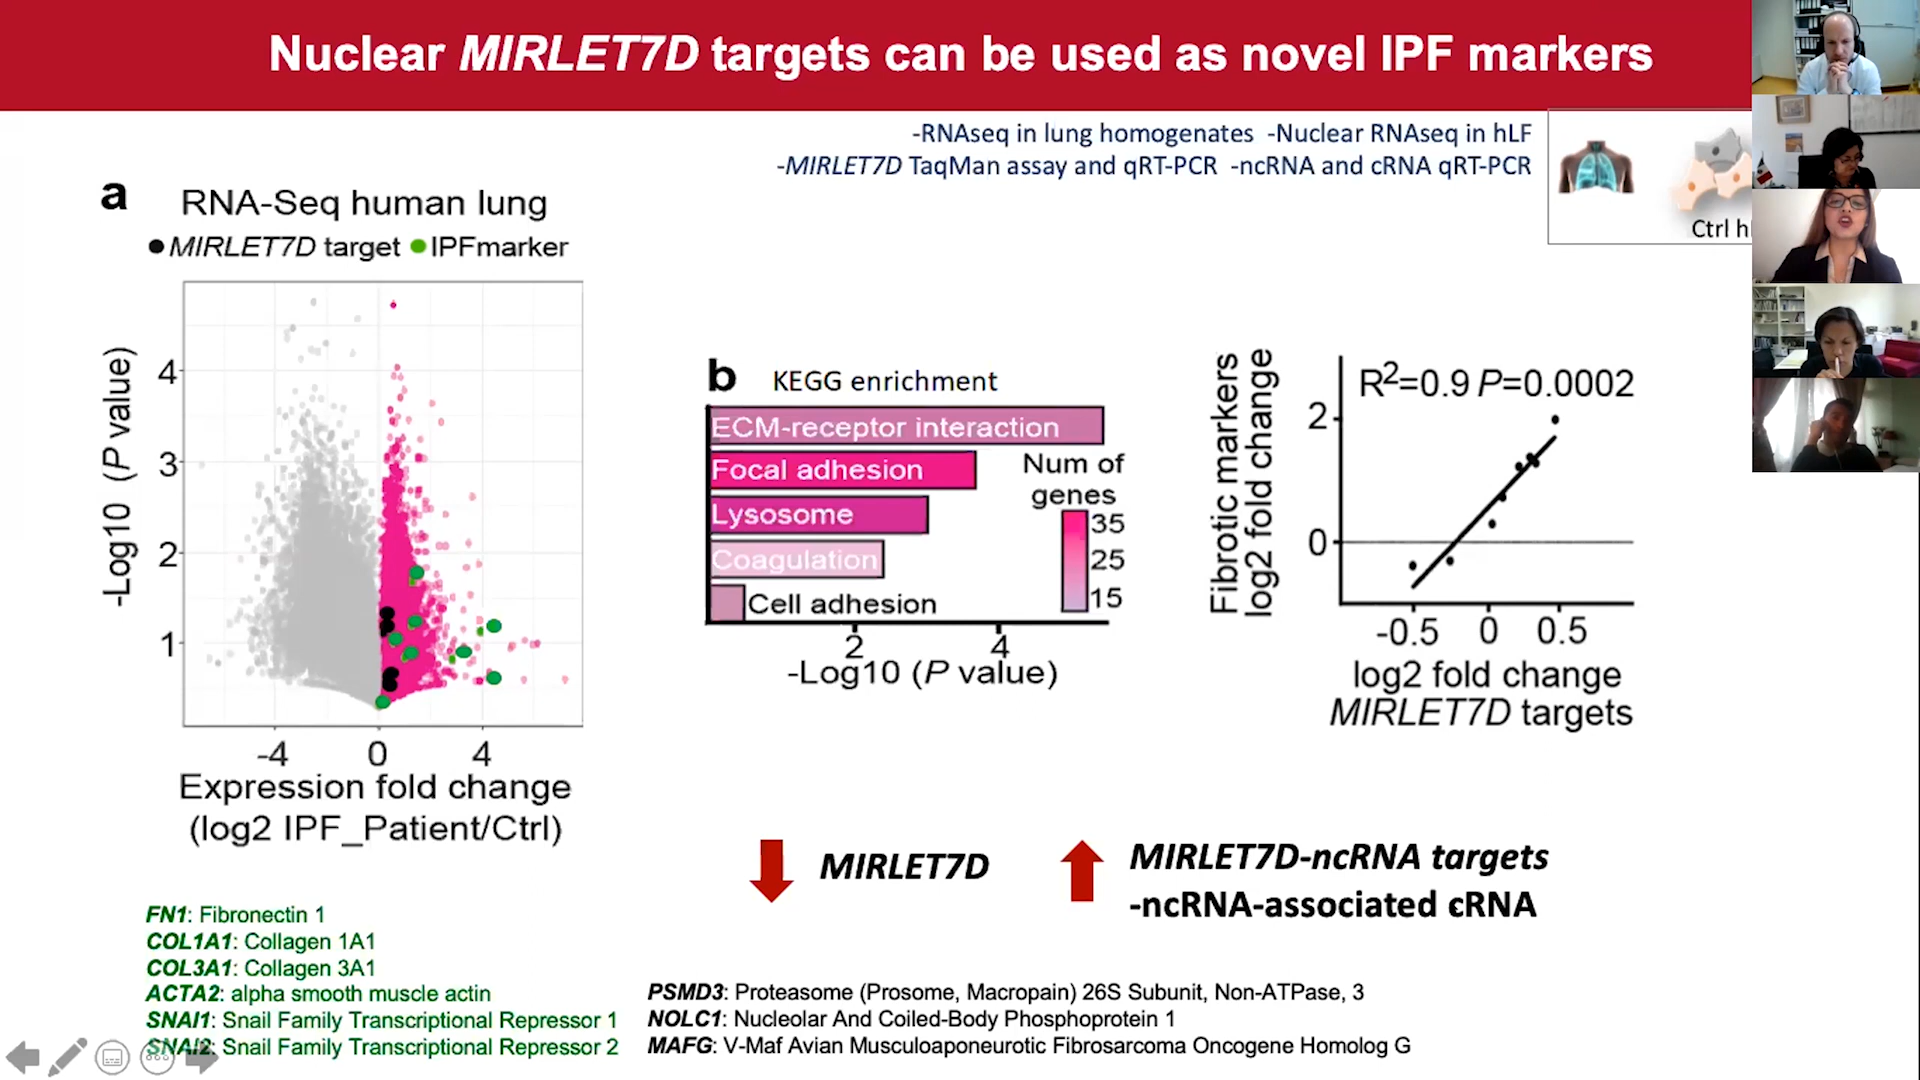 Nuclear MIRLET7D targets can be used as novel IPF markers
-RNAseq in lung homogenates -Nuclear RNAseq in hLF
-MIRLET7D TaqMan assay and qRT-PCR -ncRNA and cRNA qRT-PCR
Ctrl h
a
RNA-Seq human lung
MIRLET7D target IPFmarker
-Log10 (P value)
4
3
2
1
-4 0 4
Expression fold change
(log2 IPF_Patient/Ctrl)
b KEGG enrichment
ECM-receptor interaction
Focal adhesion
Lysosome
Coagulation
Cell adhesion
Num of
genes
35
25
15
2 4
-Log10 (P value)
Fibrotic markers
log2 fold change
R2=0.9 P=0.0002
2
0
-0.5 0 0.5
log2 fold change
MIRLET7D targets
MIRLET7D
MIRLET7D-ncRNA targets
-ncRNA-associated cRNA
FN1: Fibronectin 1
COL1A1: Collagen 1A1
COL3A1: Collagen 3A1
ACTA2: alpha smooth muscle actin
SNAI1: Snail Family Transcriptional Repressor 1
SNAI2: Snail Family Transcriptional Repressor 2
PSMD3: Proteasome (Prosome, Macropain) 26S Subunit, Non-ATPase, 3
NOLC1: Nucleolar And Coiled-Body Phosphoprotein 1
MAFG: V-Maf Avian Musculoaponeurotic Fibrosarcoma Oncogene Homolog G